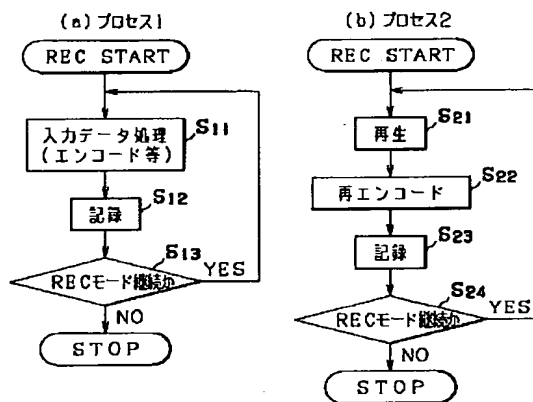 (a) プロセス1
REC START
入力データ処理
(エンコード等)
S11
記録
S12
RECモード継続か
S13
YES
NO
STOP
(b) プロセス2
REC START
再生
S21
再エンコード
S22
記録
S23
RECモード継続か
S24
YES
NO
STOP